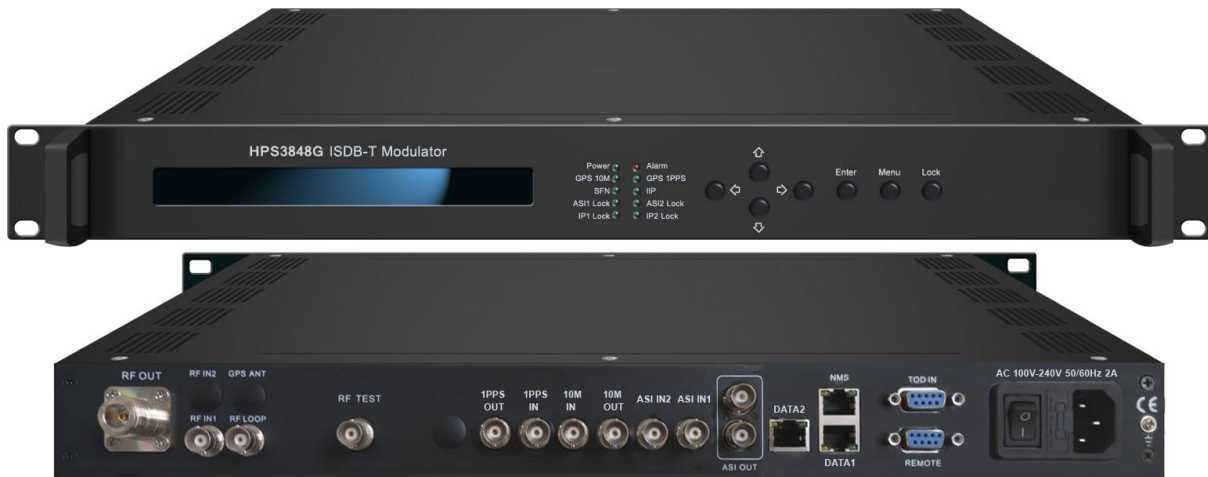 HPS3848G ISDB-T Modulator
Power Alarm
GPS 10M GPS 1PPS
SFN IIP
ASI1 Lock ASI2 Lock
IP1 Lock IP2 Lock
Enter Menu Lock
RF OUT
RF IN2 GPS ANT
RF IN1 RF LOOP
RF TEST
1PPS OUT
1PPS IN
10M IN
10M OUT
ASI IN2 ASI IN1
ASI OUT
DATA2
NMS
DATA1
TOD IN
REMOTE
AC 100V-240V 50/60Hz 2A
CE